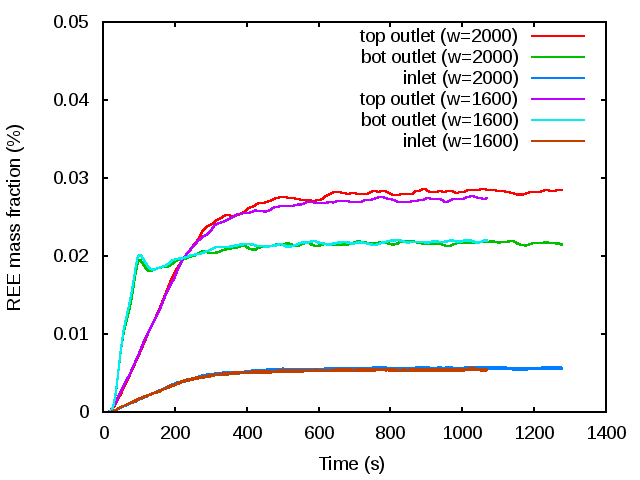 0.05
0.04
0.03
0.02
0.01
0
REE mass fraction (%)
top outlet (w=2000)
bot outlet (w=2000)
inlet (w=2000)
top outlet (w=1600)
bot outlet (w=1600)
inlet (w=1600)
0 200 400 600 800 1000 1200 1400
Time (s)